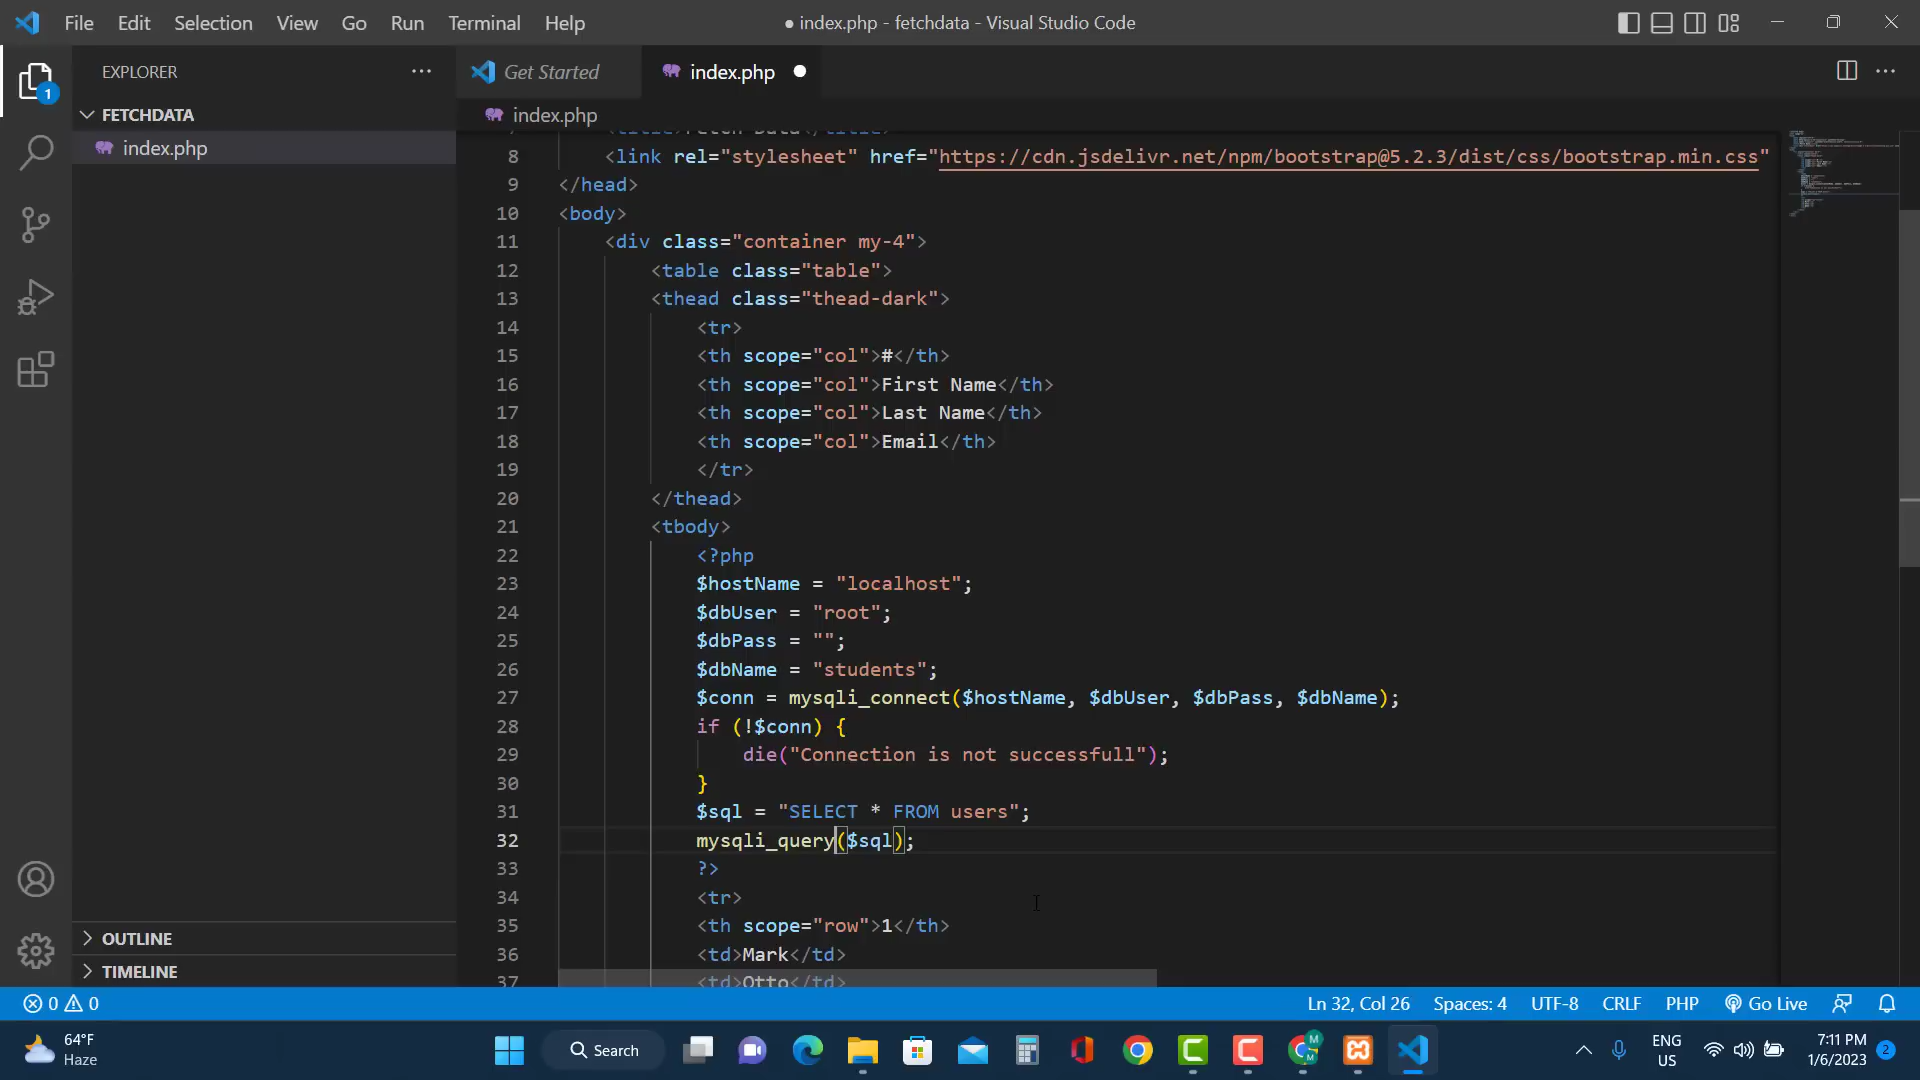 File Edit Selection View Go Run Terminal Help
● index.php - fetchdata - Visual Studio Code
EXPLORER
Get Started
index.php
FETCHDATA
index.php
index.php
1
7 <title>Fetch Data</title>
8 <link rel="stylesheet" href="https://cdn.jsdelivr.net/npm/bootstrap@5.2.3/dist/css/bootstrap.min.css"
9 </head>
10 <body>
11 <div class="container my-4">
12 <table class="table">
13 <thead class="thead-dark">
14 <tr>
15 <th scope="col">#</th>
16 <th scope="col">First Name</th>
17 <th scope="col">Last Name</th>
18 <th scope="col">Email</th>
19 </tr>
20 </thead>
21 <tbody>
22 <?php
23 $hostName = "localhost";
24 $dbUser = "root";
25 $dbPass = "";
26 $dbName = "students";
27 $conn = mysqli_connect($hostName, $dbUser, $dbPass, $dbName);
28 if (!$conn) {
29 die("Connection is not successfull");
30 }
31 $sql = "SELECT * FROM users";
32 mysqli_query($sql);
33 ?>
34 <tr>
35 <th scope="row">1</th>
36 <td>Mark</td>
37 <td>Otto</td>
OUTLINE
TIMELINE
0 0
Ln 32, Col 26 Spaces: 4 UTF-8 CRLF PHP Go Live
64°F
Haze
Search
ENG
US
7:11 PM
1/6/2023
2